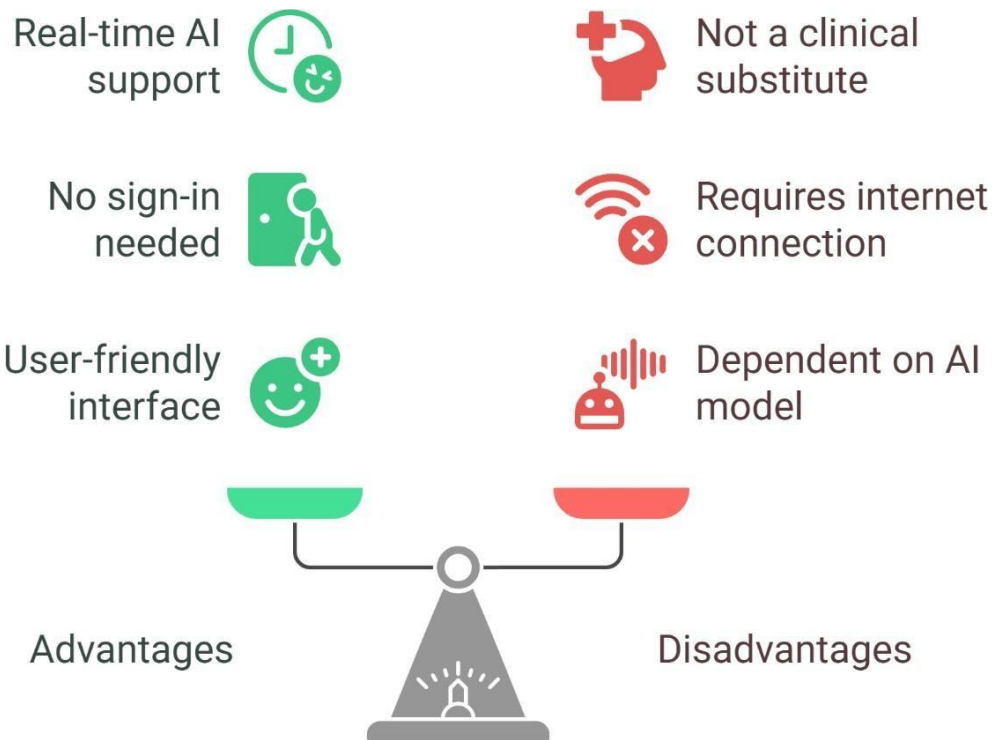 Real-time AI
support
No sign-in
needed
User-friendly
interface
Not a clinical
substitute
Requires internet
connection
Dependent on AI
model
Advantages
Disadvantages